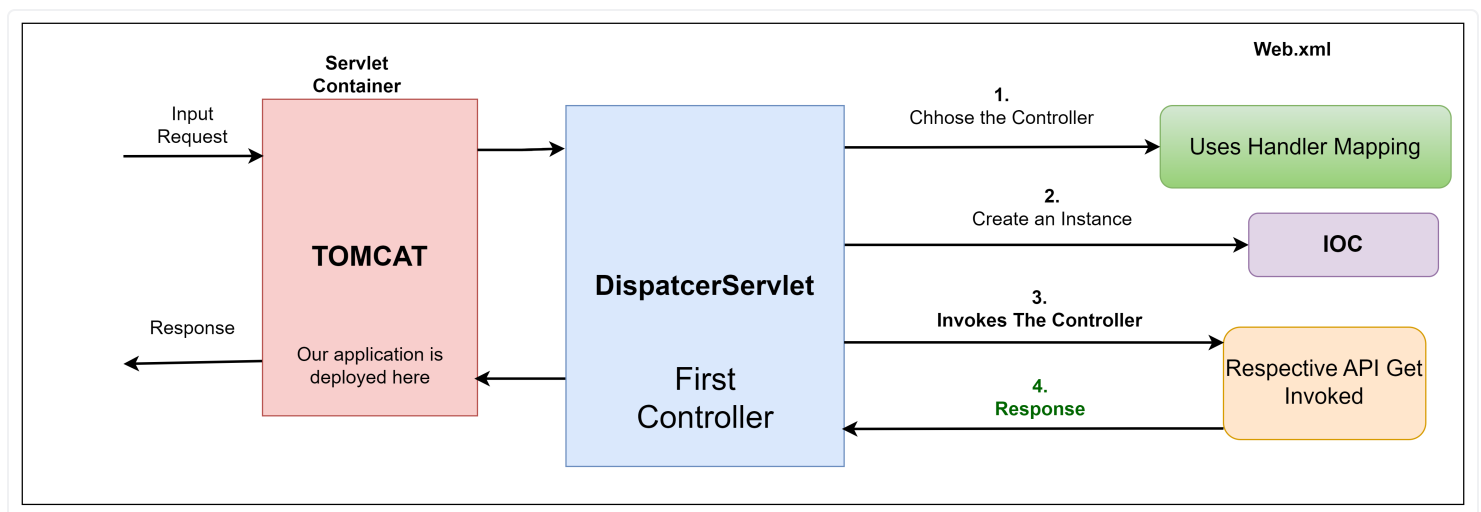 Web.xml
Servlet
Container
1.
Chhose the Controller
Input
Request
Uses Handler Mapping
2.
Create an Instance
IOC
TOMCAT
DispatcerServlet
3.
Invokes The Controller
Response
Our application is
deployed here
First
Controller
Respective API Get
Invoked
4.
Response